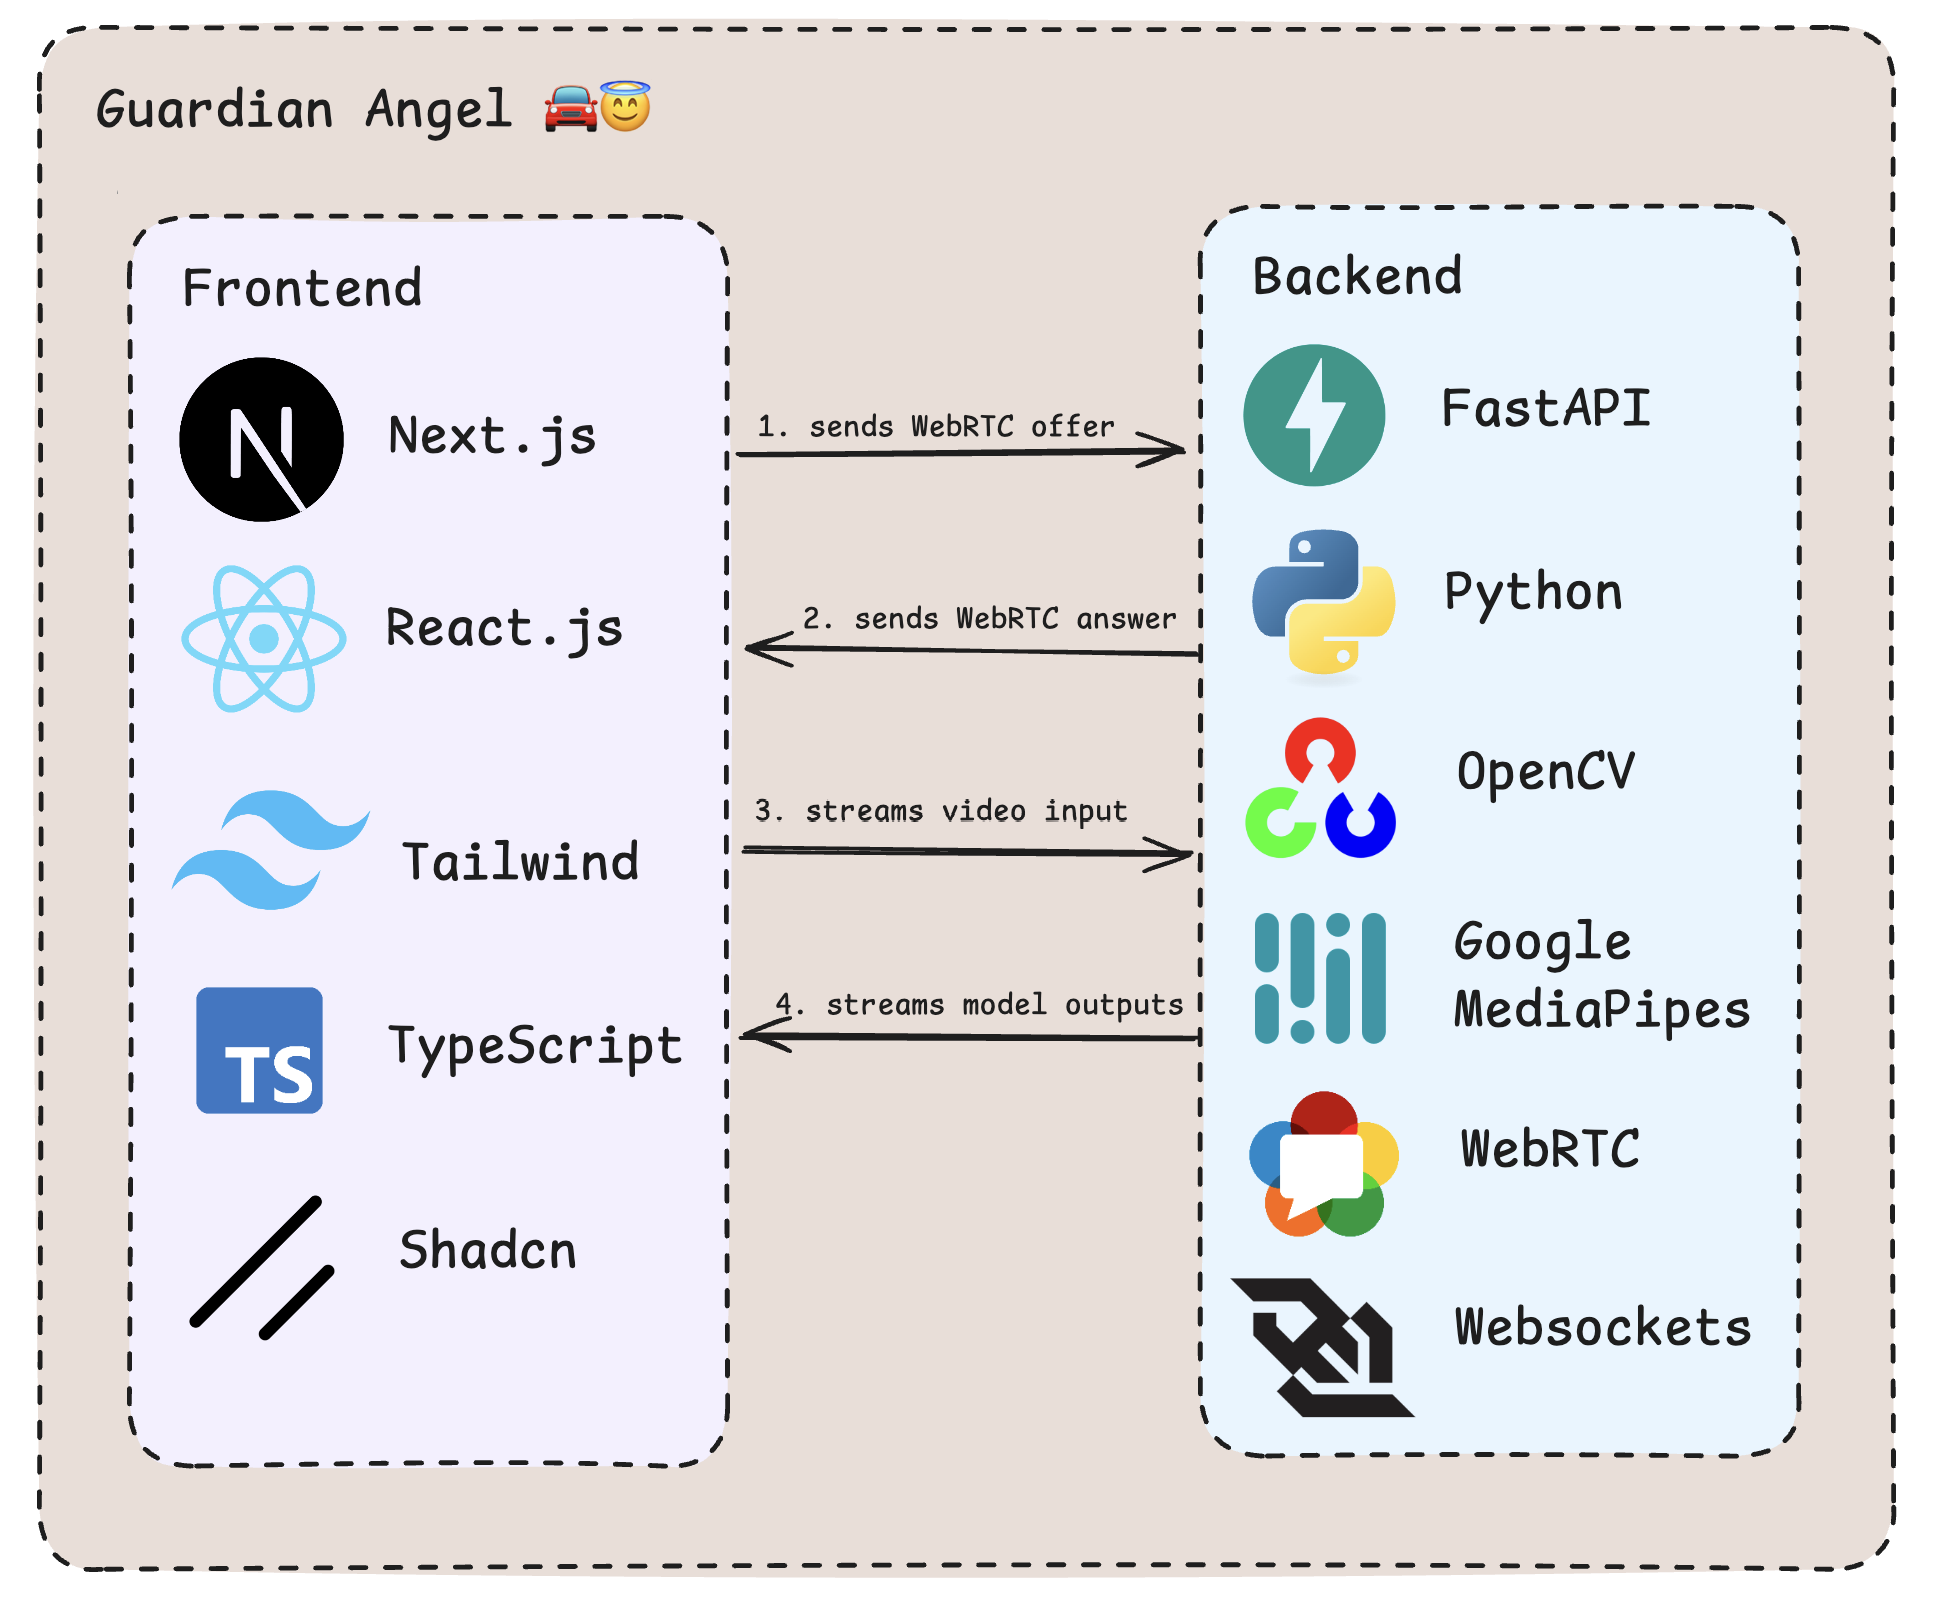 Guardian Angel 🚘😇
Frontend
Next.js
React.js
Tailwind
TS
TypeScript
Shadcn
1. sends WebRTC offer
2. sends WebRTC answer
3. streams video input
4. streams model outputs
Backend
FastAPI
Python
OpenCV
Google
MediaPipes
WebRTC
Websockets